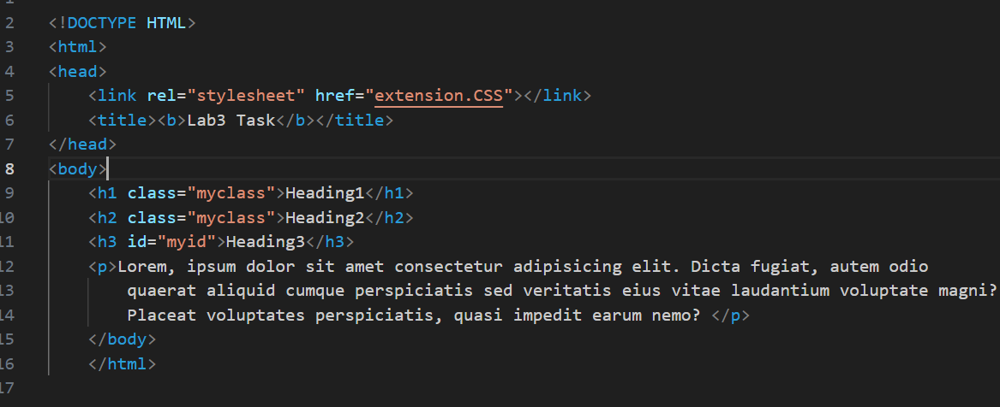 2 <!DOCTYPE HTML>
3 <html>
4 <head>
5 <link rel="stylesheet" href="extension.CSS"></link>
6 <title><b>Lab3 Task</b></title>
7 </head>
8 <body>
9 <h1 class="myclass">Heading1</h1>
10 <h2 class="myclass">Heading2</h2>
11 <h3 id="myid">Heading3</h3>
12 <p>Lorem, ipsum dolor sit amet consectetur adipisicing elit. Dicta fugiat, autem odio
13 quaerat aliquid cumque perspiciatis sed veritatis eius vitae laudantium voluptate magni?
14 Placeat voluptates perspiciatis, quasi impedit earum nemo? </p>
15 </body>
16 </html>
17